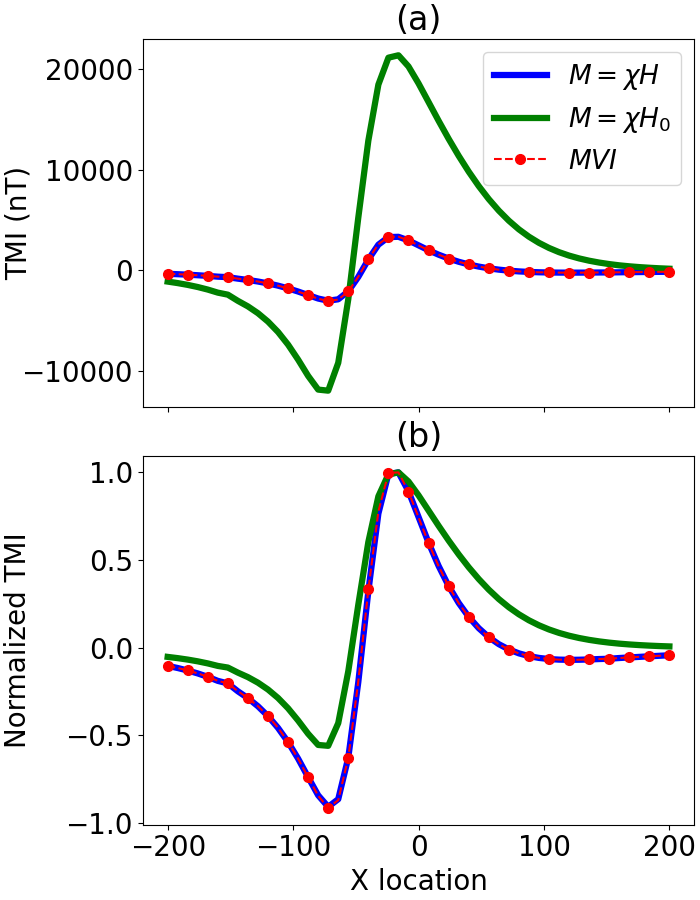 (a)
TMI (nT)
20000
10000
0
−10000
M = χH
M = χH₀
MVI
(b)
Normalized TMI
1.0
0.5
0.0
−0.5
−1.0
−200 −100 0 100 200
X location